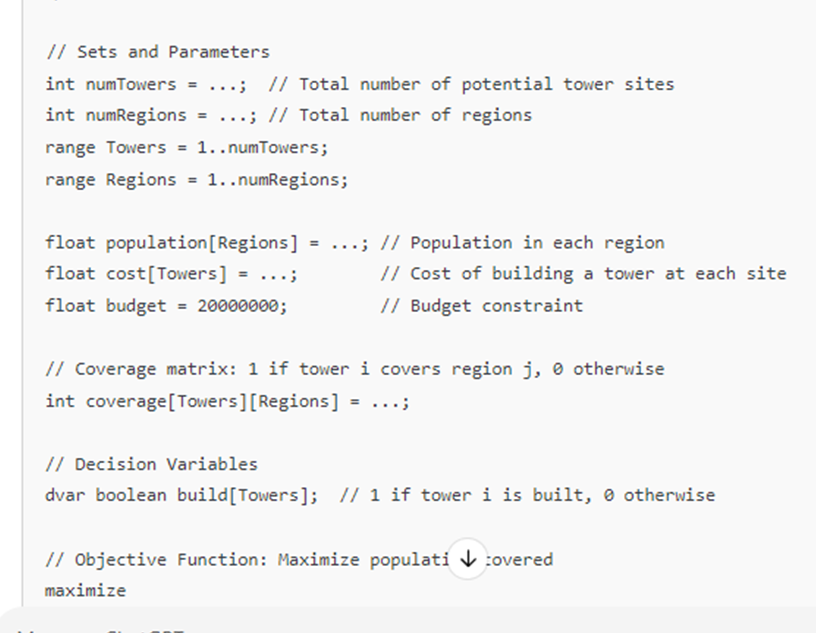 // Sets and Parameters
int numTowers = ...;  // Total number of potential tower sites
int numRegions = ...; // Total number of regions
range Towers = 1..numTowers;
range Regions = 1..numRegions;
float population[Regions] = ...; // Population in each region
float cost[Towers] = ...;        // Cost of building a tower at each site
float budget = 20000000;         // Budget constraint
// Coverage matrix: 1 if tower i covers region j, 0 otherwise
int coverage[Towers][Regions] = ...;
// Decision Variables
dvar boolean build[Towers];  // 1 if tower i is built, 0 otherwise
// Objective Function: Maximize populati overed
maximize